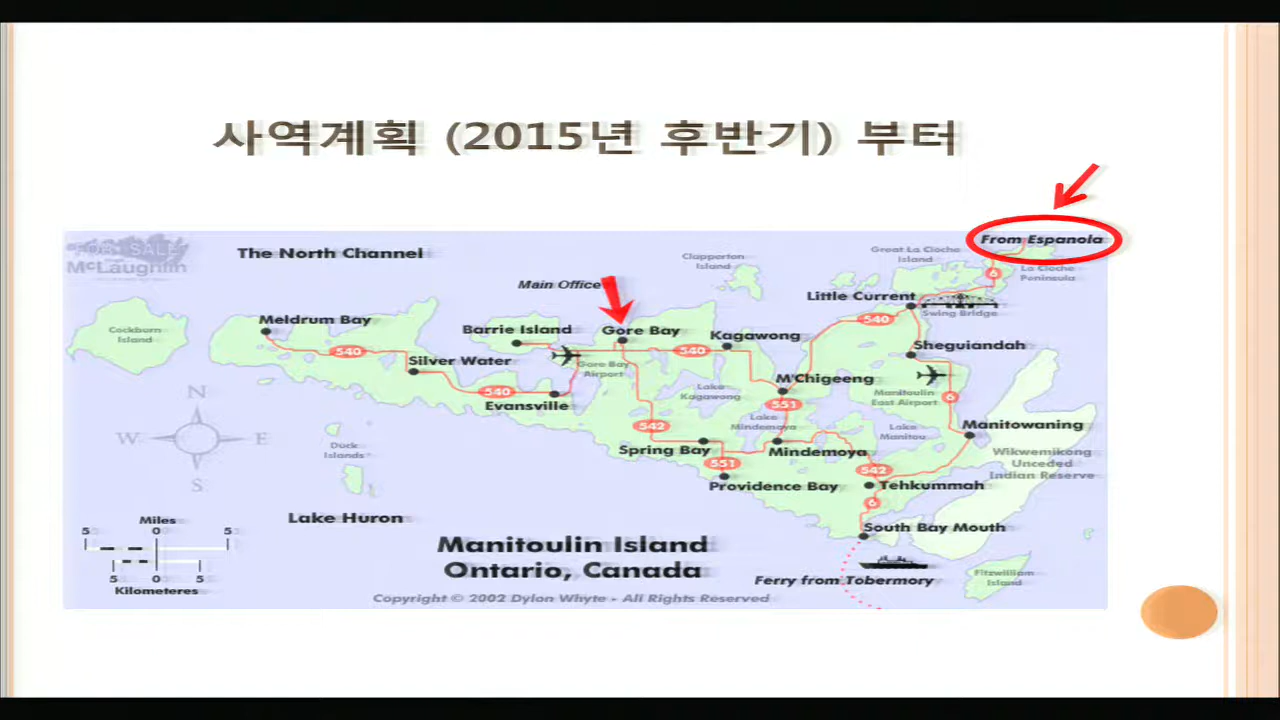 사역계획 (2015년 후반기) 부터
From Espanola
FOR SALE
McLaughlin
The North Channel
Clapperton
Island
Great La Cloche
Island
6
La Cloche
Peninsula
Main Office
Little Current
540
Swing Bridge
Cockburn
Island
Meldrum Bay
Barrie Island
Gore Bay
Kagawong
Sheguiandah
540
Silver Water
Gore Bay
Airport
540
M'Chigeeng
Manitoulin
East Airport
540
Evansville
Lake
Kagawong
551
6
N
W
E
S
542
Lake
Mindemoya
Lake
Manitou
Manitowaning
Duck
Islands
Spring Bay
Mindemoya
Wikwemikong
Unceded
Indian Reserve
551
542
Providence Bay
Tehkummah
6
Miles
5 0 5
Lake Huron
South Bay Mouth
Manitoulin Island
Ontario, Canada
5 0 5
Kilometeres
Ferry from Tobermory
Fitzwilliam
Island
Copyright © 2002 Dylon Whyte - All Rights Reserved